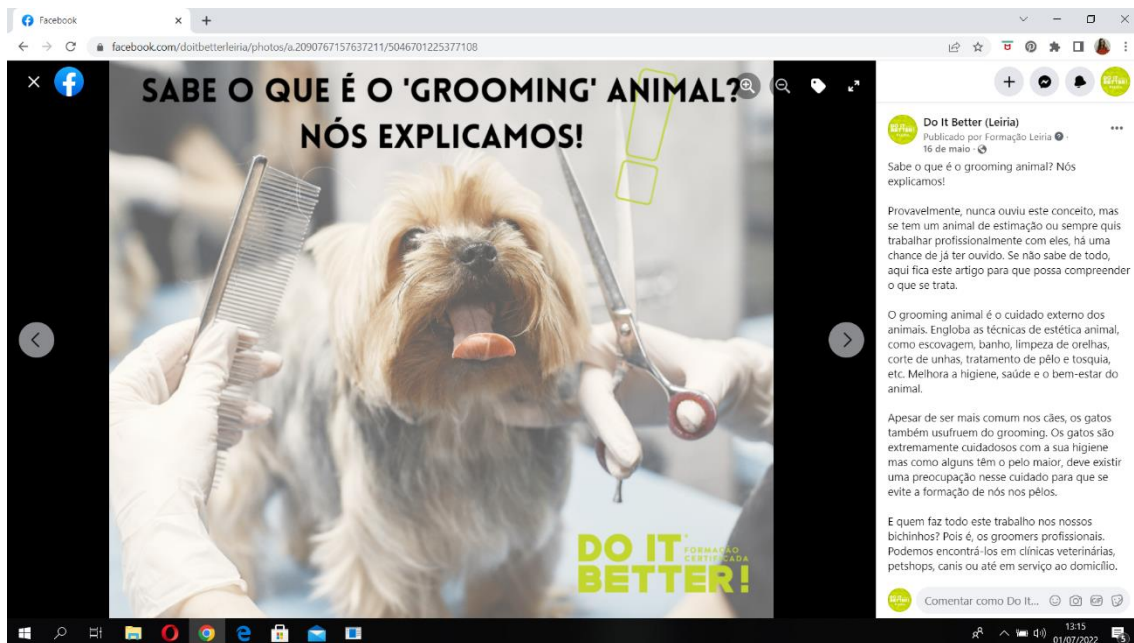 Facebook
facebook.com/doitbetterleiria/photos/a.2090767157637211/5046701225377108
SABE O QUE É O 'GROOMING' ANIMAL?
NÓS EXPLICAMOS!
DO IT
BETTER!
FORMAÇÃO
CERTIFICADA
Do It Better (Leiria)
Publicado por Formação Leiria
16 de maio
Sabe o que é o grooming animal? Nós
explicamos!
Provavelmente, nunca ouviu este conceito, mas
se tem um animal de estimação ou sempre quis
trabalhar profissionalmente com eles, há uma
chance de já ter ouvido. Se não sabe de todo,
aqui fica este artigo para que possa compreender
o que se trata.
O grooming animal é o cuidado externo dos
animais. Engloba as técnicas de estética animal,
como escovagem, banho, limpeza de orelhas,
corte de unhas, tratamento de pêlo e tosquia,
etc. Melhora a higiene, saúde e o bem-estar do
animal.
Apesar de ser mais comum nos cães, os gatos
também usufruem do grooming. Os gatos são
extremamente cuidadosos com a sua higiene
mas como alguns têm o pelo maior, deve existir
uma preocupação nesse cuidado para que se
evite a formação de nós nos pêlos.
E quem faz todo este trabalho nos nossos
bichinhos? Pois é, os groomers profissionais.
Podemos encontrá-los em clínicas veterinárias,
petshops, canis ou até em serviço ao domicílio.
Comentar como Do It...
GIF
13:15
01/07/2022
5